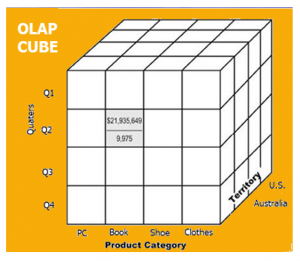 OLAP
CUBE
Q1
$21,935,649
Quaters
Q2
9,975
Q3
Territory
U.S.
Q4
Australia
PC Book Shoe Clothes
Product Category